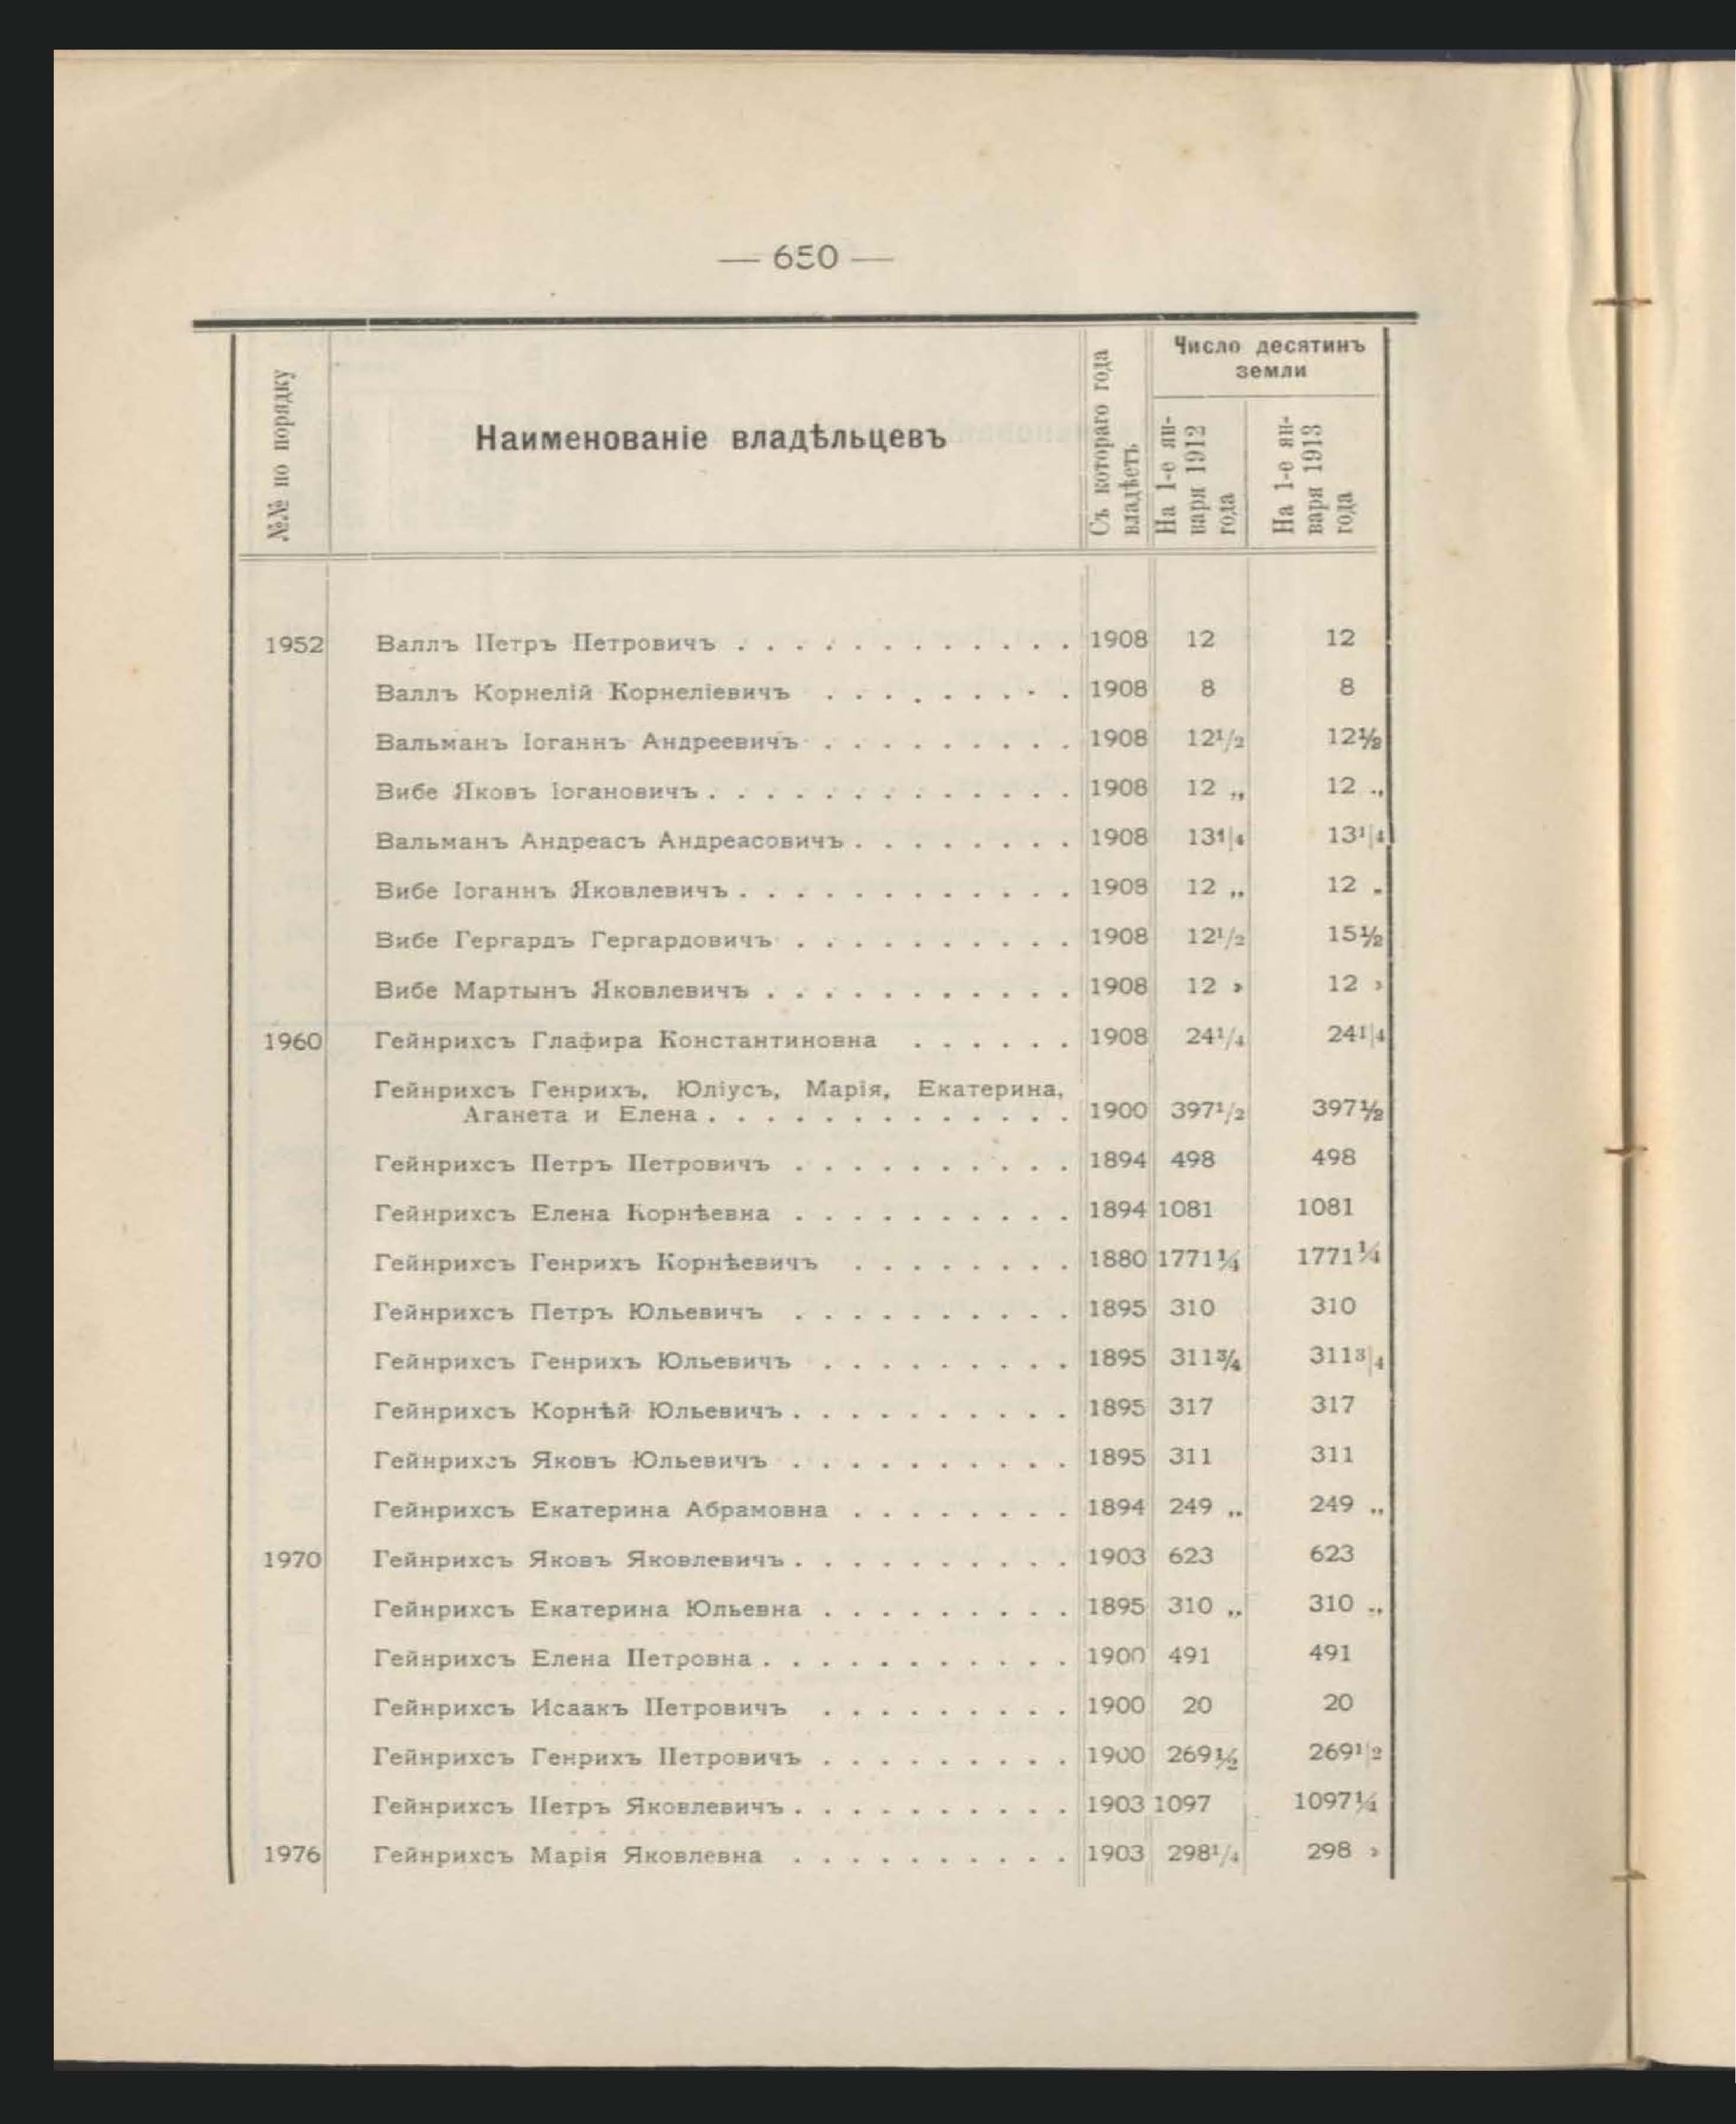 — 650 —
№№ по порядку
Наименованіе владѣльцевъ
Съ котораго года
владѣетъ
Число десятинъ
земли
На 1-е ян-
варя 1912
года
На 1-е ян-
варя 1913
года
1952 Валлъ Петръ Петровичъ . . . . . . . . . . . . 1908 12 12
Валлъ Корнелій Корнеліевичъ . . . . . . . . . 1908 8 8
Вальманъ Іоганнъ Андреевичъ . . . . . . . . . 1908 12½ 12½
Вибе Яковъ Іогановичъ . . . . . . . . . . . . . 1908 12 „ 12 „
Вальманъ Андреасъ Андреасовичъ . . . . . . . . 1908 13¼ 13¼
Вибе Іоганнъ Яковлевичъ . . . . . . . . . . . . 1908 12 „ 12 „
Вибе Гергардъ Гергардовичъ . . . . . . . . . . 1908 12½ 15½
Вибе Мартынъ Яковлевичъ . . . . . . . . . . . 1908 12 » 12 »
1960 Гейнрихсъ Глафира Константиновна . . . . . . 1908 24¼ 24¼
Гейнрихсъ Генрихъ, Юліусъ, Марія, Екатерина,
Аганета и Елена . . . . . . . . . . . . . 1900 397½ 397½
Гейнрихсъ Петръ Петровичъ . . . . . . . . . . 1894 498 498
Гейнрихсъ Елена Корнѣевна . . . . . . . . . . 1894 1081 1081
Гейнрихсъ Генрихъ Корнѣевичъ . . . . . . . . 1880 1771¼ 1771¼
Гейнрихсъ Петръ Юльевичъ . . . . . . . . . . 1895 310 310
Гейнрихсъ Генрихъ Юльевичъ . . . . . . . . . 1895 311¾ 311¾
Гейнрихсъ Корнѣй Юльевичъ . . . . . . . . . . 1895 317 317
Гейнрихсъ Яковъ Юльевичъ . . . . . . . . . . 1895 311 311
Гейнрихсъ Екатерина Абрамовна . . . . . . . . 1894 249 „ 249 „
1970 Гейнрихсъ Яковъ Яковлевичъ . . . . . . . . . . 1903 623 623
Гейнрихсъ Екатерина Юльевна . . . . . . . . . 1895 310 „ 310 „
Гейнрихсъ Елена Петровна . . . . . . . . . . . 1900 491 491
Гейнрихсъ Исаакъ Петровичъ . . . . . . . . . 1900 20 20
Гейнрихсъ Генрихъ Петровичъ . . . . . . . . . 1900 269½ 269½
Гейнрихсъ Петръ Яковлевичъ . . . . . . . . . . 1903 1097 1097¼
1976 Гейнрихсъ Марія Яковлевна . . . . . . . . . . 1903 298¼ 298 »